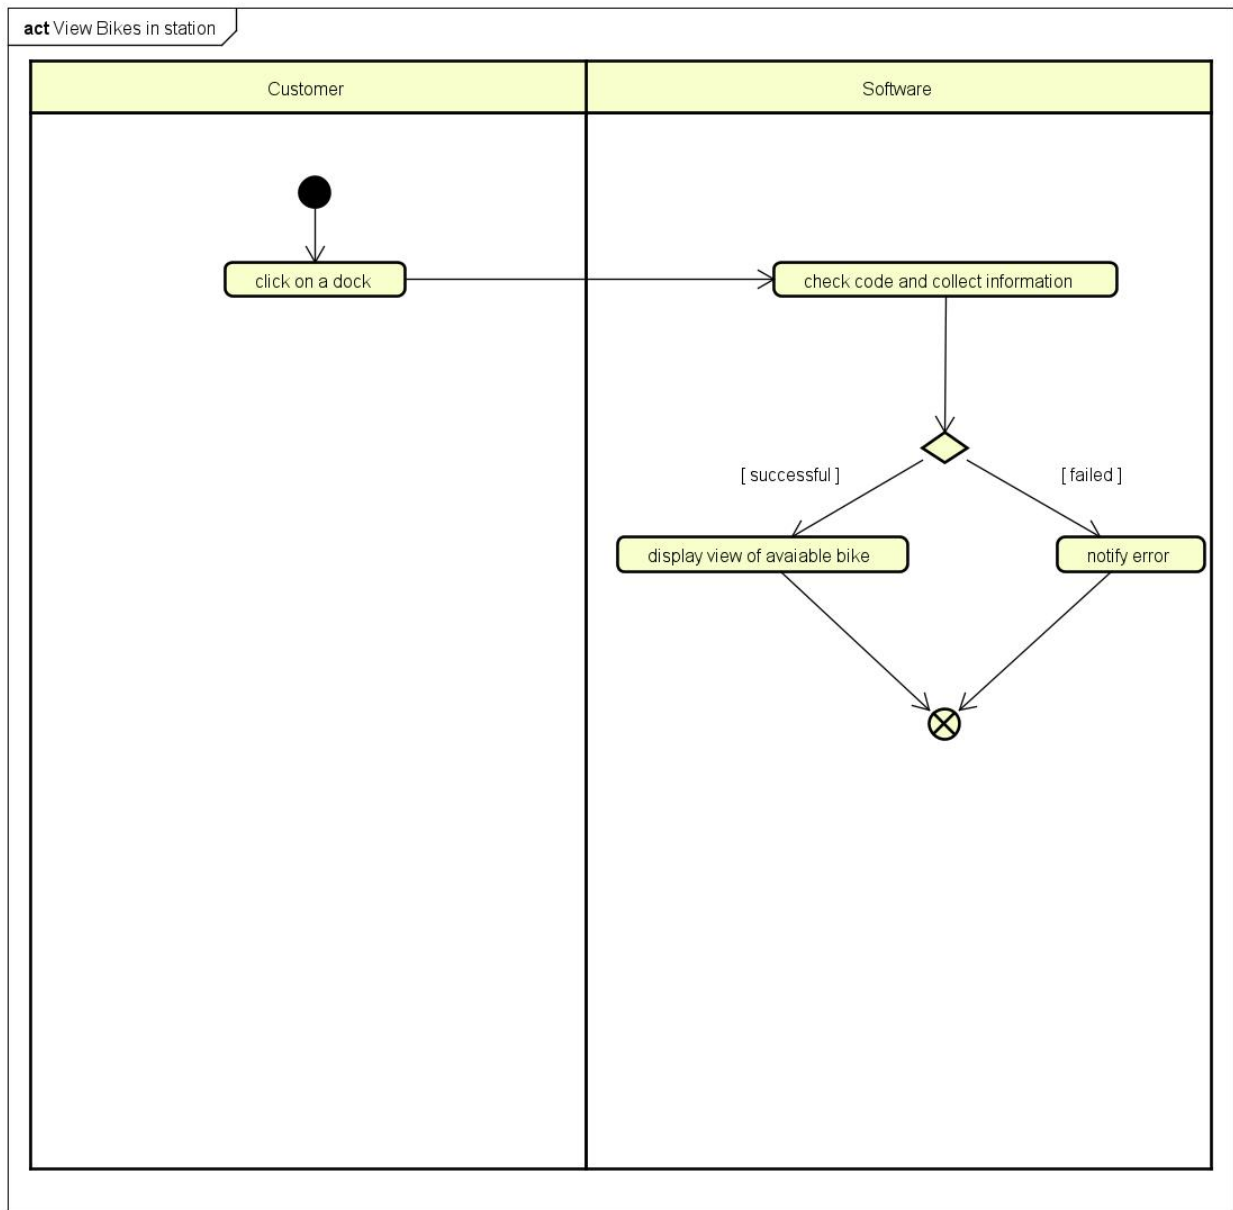 act View Bikes in station
Customer
Software
click on a dock
check code and collect information
[ successful ]
[ failed ]
display view of avaiable bike
notify error